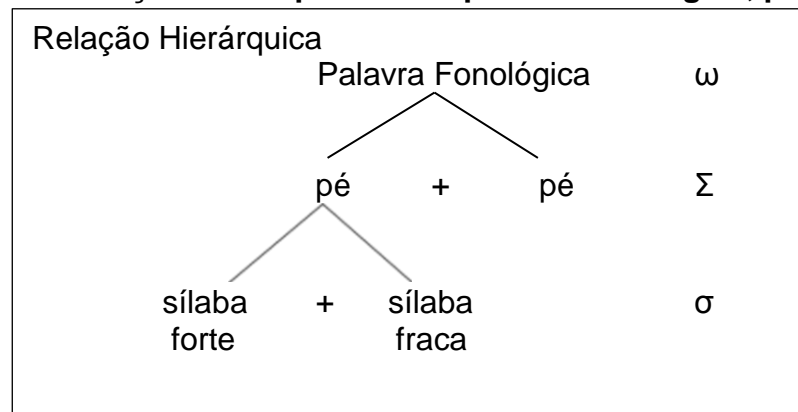 Relação Hierárquica
Palavra Fonológica ω
pé + pé Σ
sílaba + sílaba σ
forte fraca